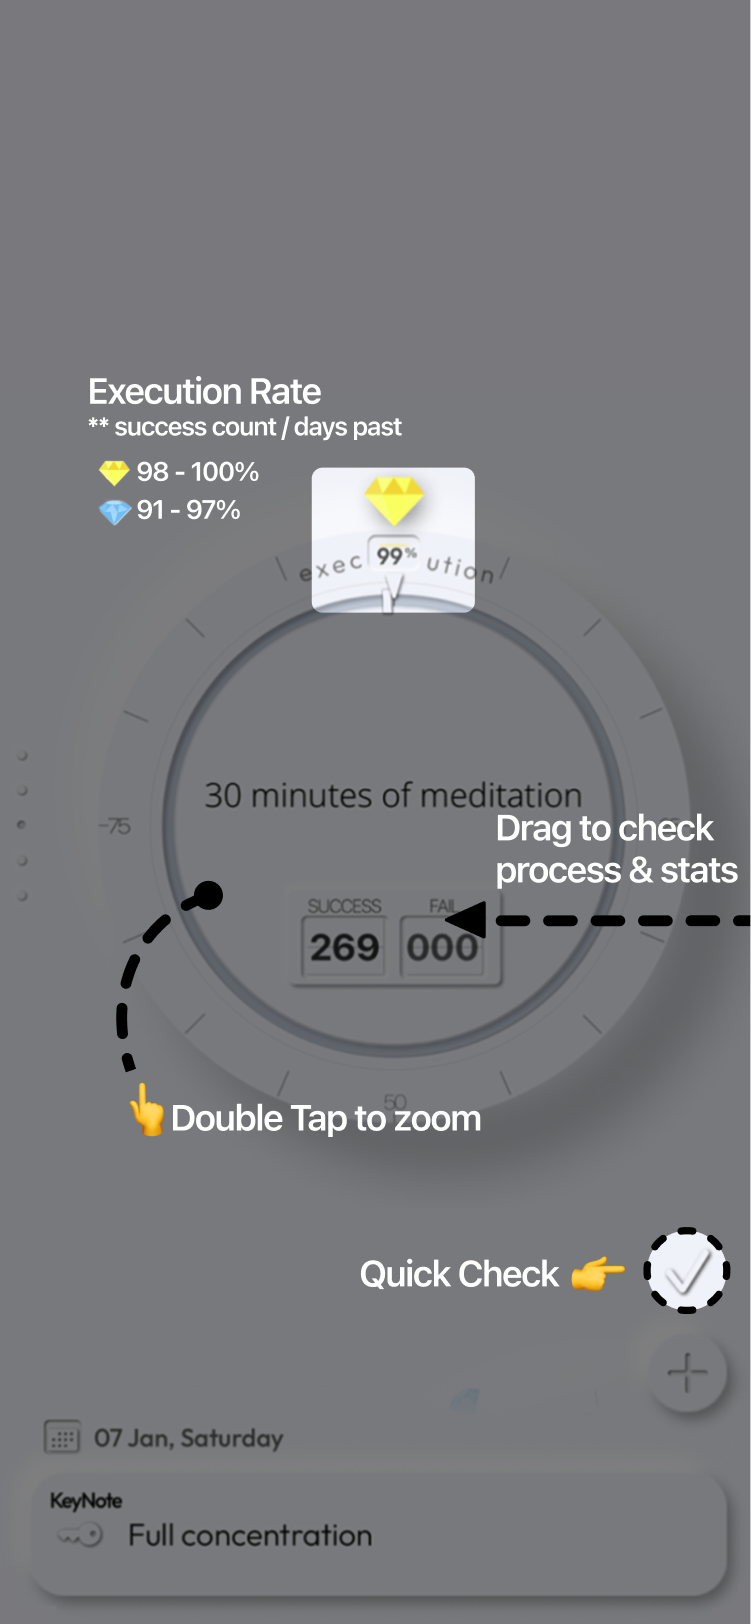 Execution Rate
** success count / days past
98 - 100%
91 - 97%
99%
exec ution
30 minutes of meditation
-75
Drag to check
process & stats
SUCCESS FAIL
269 000
50
Double Tap to zoom
Quick Check
07 Jan, Saturday
KeyNote
Full concentration